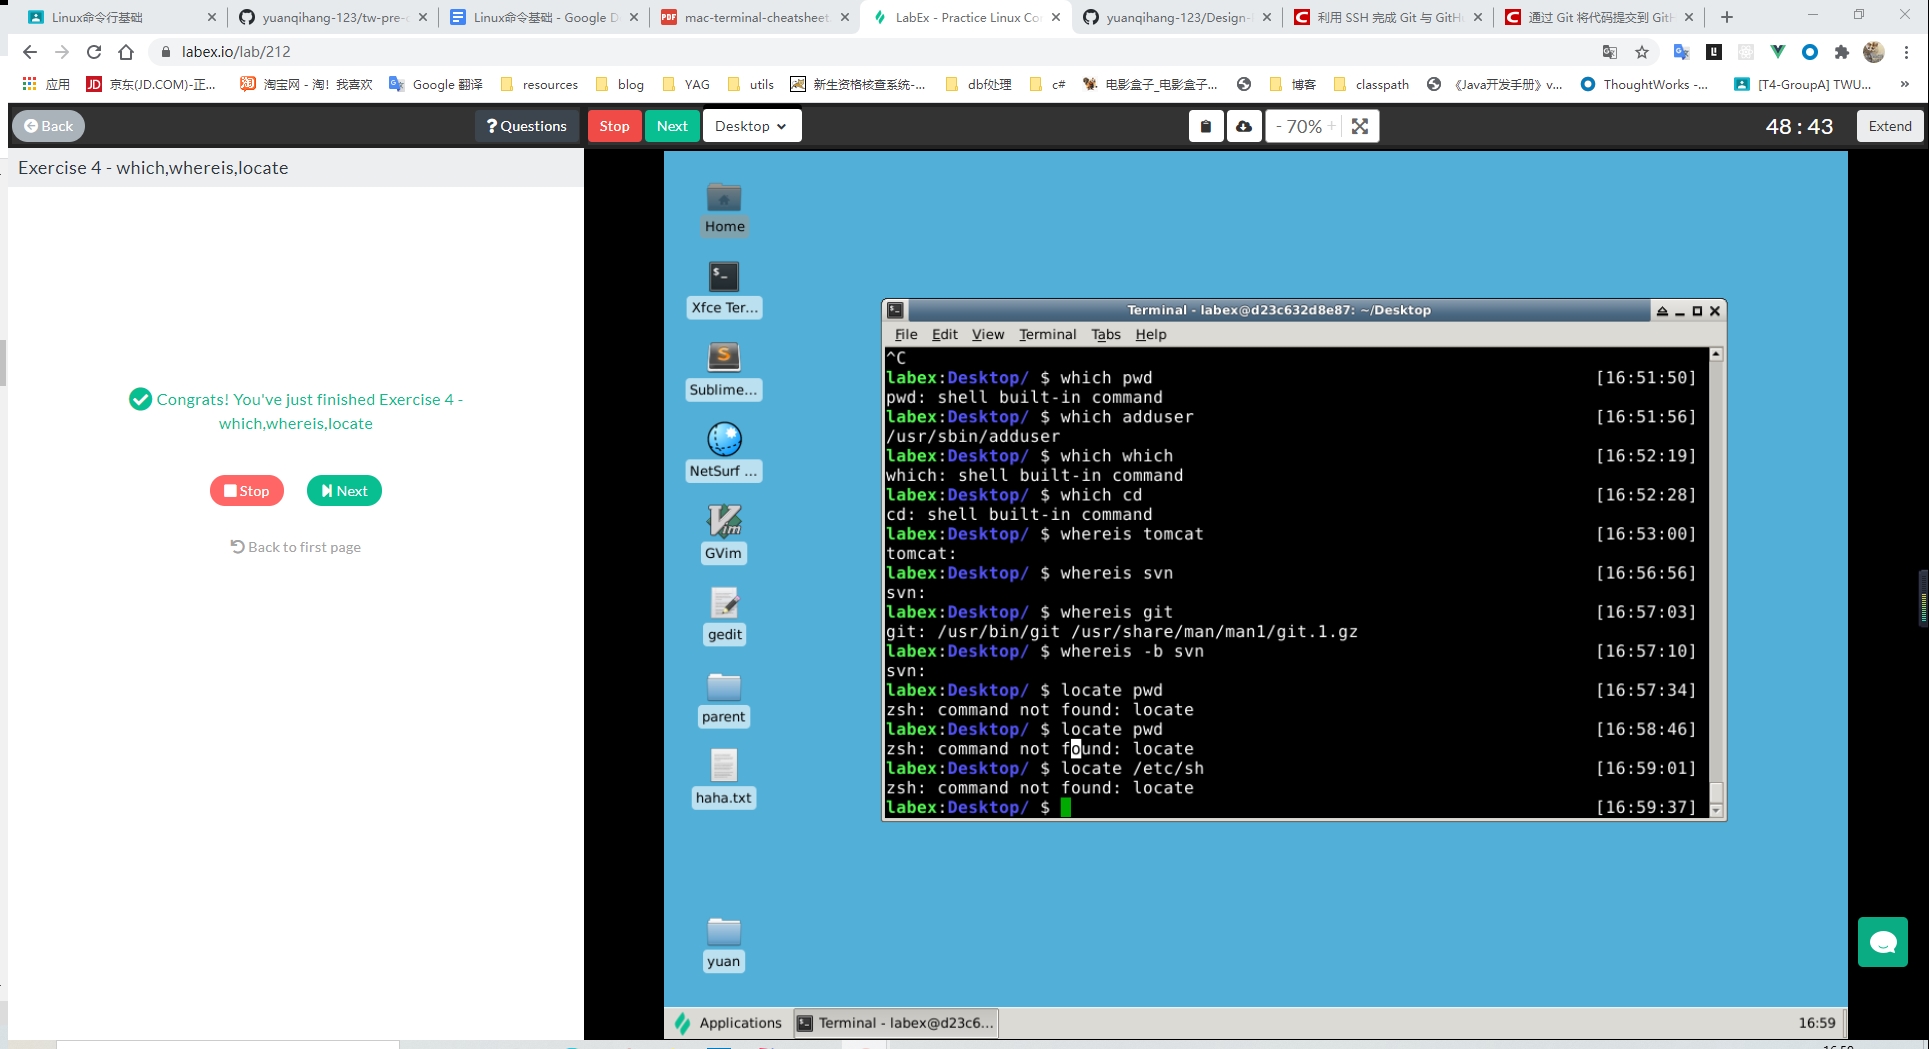 Linux命令行基础
yuanqihang-123/tw-pre-
Linux命令基础 - Google D
mac-terminal-cheatsheet.
LabEx - Practice Linux Co
yuanqihang-123/Design-
利用 SSH 完成 Git 与 GitH
通过 Git 将代码提交到 GitH
labex.io/lab/212
应用
京东(JD.COM)-正...
淘宝网 - 淘！我喜欢
Google 翻译
resources
blog
YAG
utils
新生资格核查系统-...
dbf处理
c#
电影盒子_电影盒子...
博客
classpath
《Java开发手册》v...
ThoughtWorks -...
[T4-GroupA] TWU...
»
Back
? Questions
Stop
Next
Desktop
- 70% +
48 : 43
Extend
Exercise 4 - which,whereis,locate
Congrats! You've just finished Exercise 4 -
which,whereis,locate
Stop
Next
Back to first page
Home
Xfce Ter...
Sublime...
NetSurf ...
GVim
gedit
parent
haha.txt
yuan
Terminal - labex@d23c632d8e87: ~/Desktop
File Edit View Terminal Tabs Help
^C
labex:Desktop/ $ which pwd [16:51:50]
pwd: shell built-in command
labex:Desktop/ $ which adduser [16:51:56]
/usr/sbin/adduser
labex:Desktop/ $ which which [16:52:19]
which: shell built-in command
labex:Desktop/ $ which cd [16:52:28]
cd: shell built-in command
labex:Desktop/ $ whereis tomcat [16:53:00]
tomcat:
labex:Desktop/ $ whereis svn [16:56:56]
svn:
labex:Desktop/ $ whereis git [16:57:03]
git: /usr/bin/git /usr/share/man/man1/git.1.gz
labex:Desktop/ $ whereis -b svn [16:57:10]
svn:
labex:Desktop/ $ locate pwd [16:57:34]
zsh: command not found: locate
labex:Desktop/ $ locate pwd [16:58:46]
zsh: command not found: locate
labex:Desktop/ $ locate /etc/sh [16:59:01]
zsh: command not found: locate
labex:Desktop/ $ [16:59:37]
Applications
Terminal - labex@d23c6...
16:59